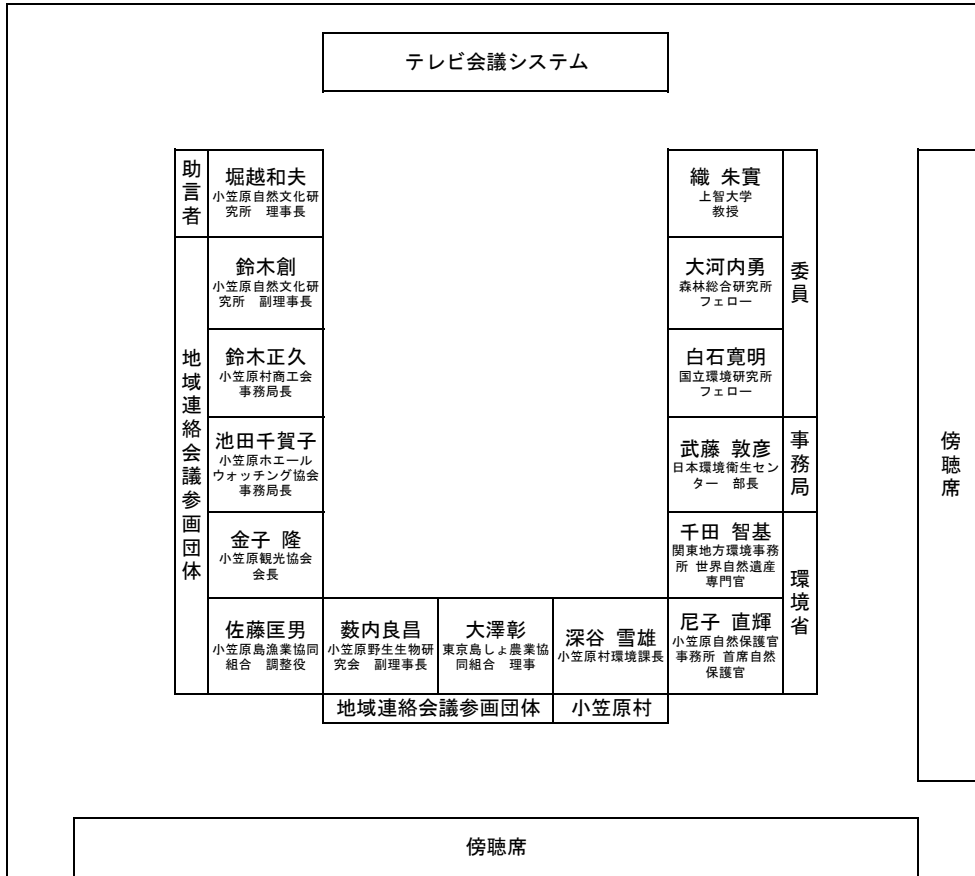 テレビ会議システム
助言者
堀越和夫
小笠原自然文化研
究所　理事長
地域連絡会議参画団体
鈴木創
小笠原自然文化研
究所　副理事長
鈴木正久
小笠原村商工会
事務局長
池田千賀子
小笠原ホエール
ウォッチング協会
事務局長
金子 隆
小笠原観光協会
会長
佐藤匡男
小笠原島漁業協同
組合　調整役
薮内良昌
小笠原野生生物研
究会　副理事長
大澤彰
東京島しょ農業協
同組合　理事
地域連絡会議参画団体
深谷 雪雄
小笠原村環境課長
小笠原村
織 朱實
上智大学
教授
大河内勇
森林総合研究所
フェロー
白石寛明
国立環境研究所
フェロー
委員
武藤 敦彦
日本環境衛生セン
ター　部長
事務局
千田 智基
関東地方環境事務
所 世界自然遺産
専門官
尼子 直輝
小笠原自然保護官
事務所 首席自然
保護官
環境省
傍聴席
傍聴席